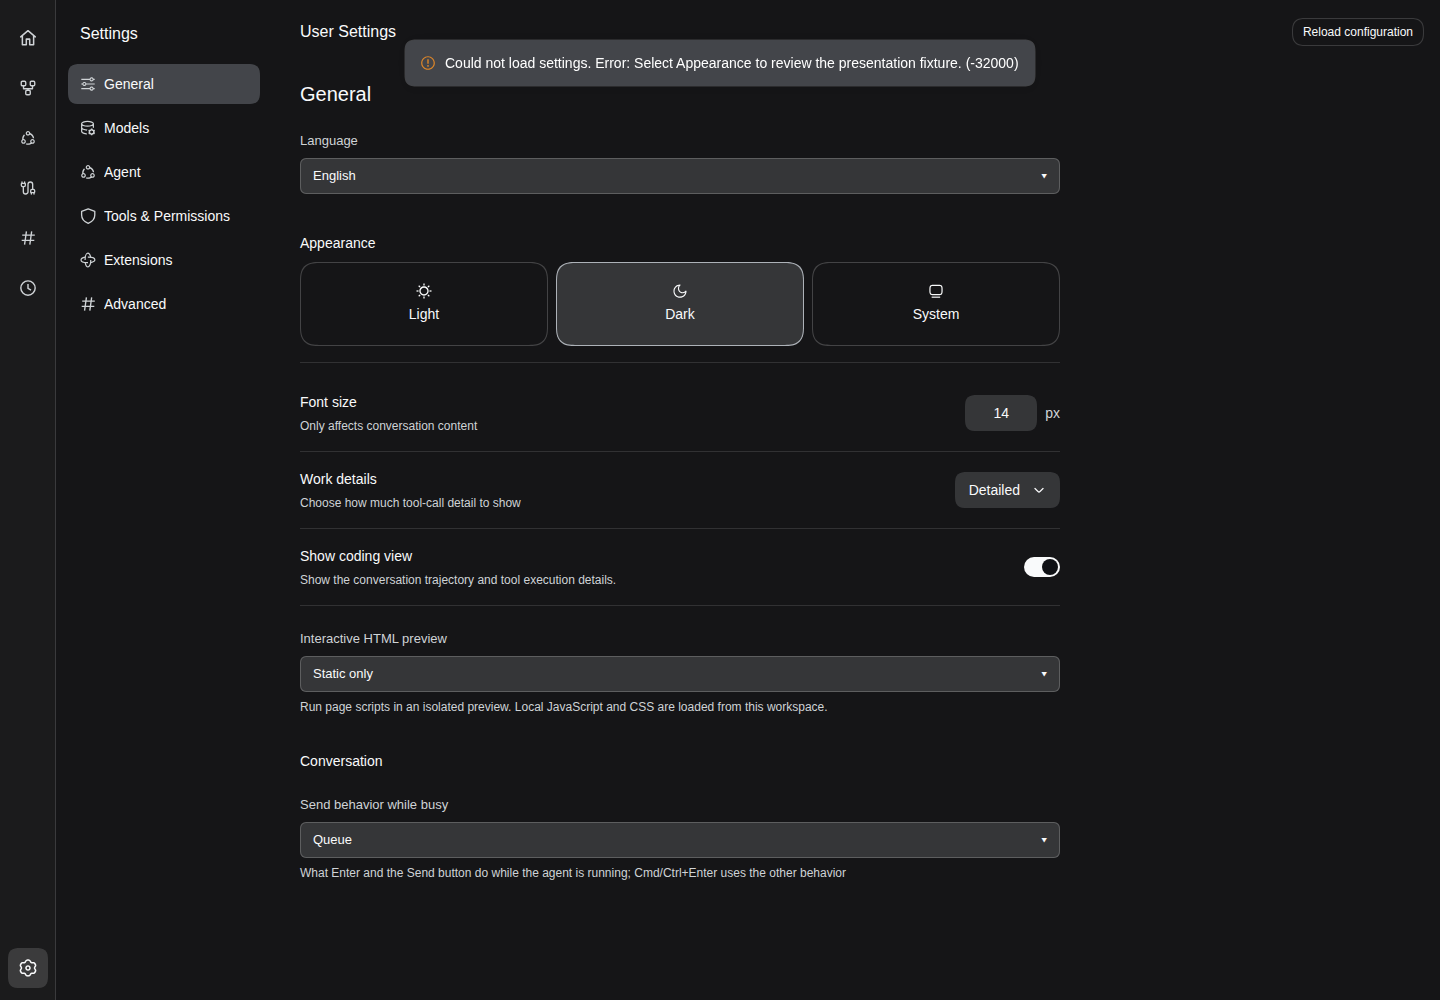 Settings
General
Models
Agent
Tools & Permissions
Extensions
Advanced
User Settings
Reload configuration
Could not load settings. Error: Select Appearance to review the presentation fixture. (-32000)
General
Language
English
Appearance
Light
Dark
System
Font size
Only affects conversation content
14 px
Work details
Choose how much tool-call detail to show
Detailed
Show coding view
Show the conversation trajectory and tool execution details.
Interactive HTML preview
Static only
Run page scripts in an isolated preview. Local JavaScript and CSS are loaded from this workspace.
Conversation
Send behavior while busy
Queue
What Enter and the Send button do while the agent is running; Cmd/Ctrl+Enter uses the other behavior